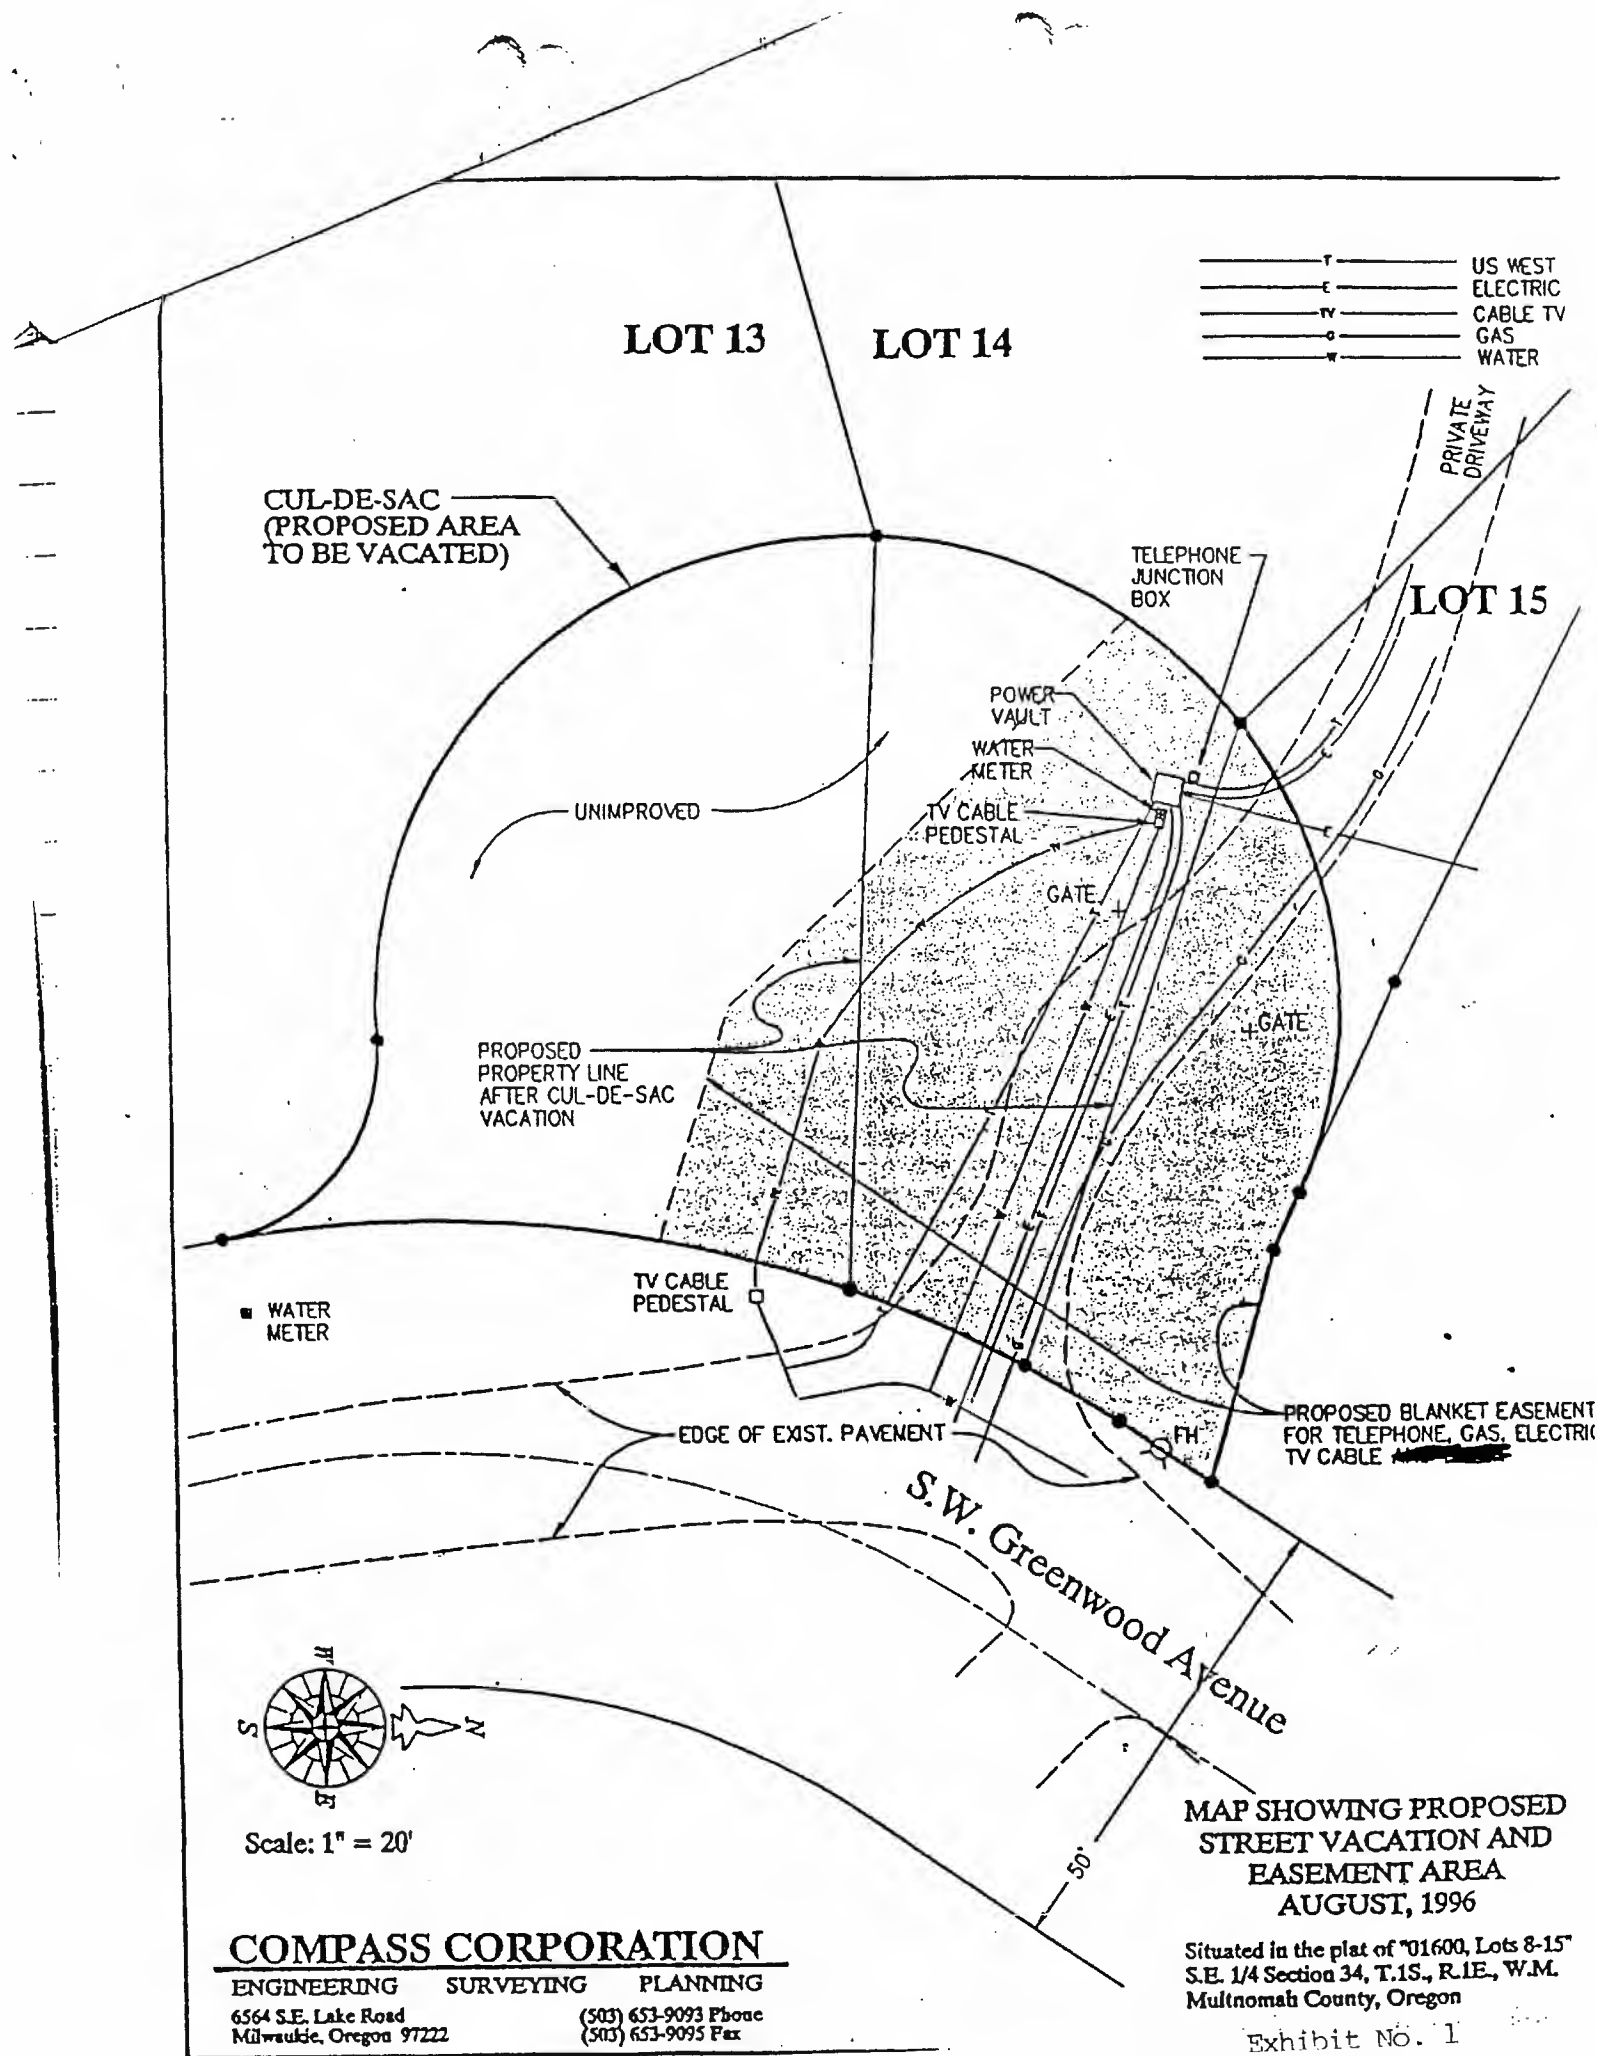 T US WEST
E ELECTRIC
TV CABLE TV
G GAS
W WATER
LOT 13
LOT 14
PRIVATE
DRIVEWAY
CUL-DE-SAC
(PROPOSED AREA
TO BE VACATED)
TELEPHONE
JUNCTION
BOX
LOT 15
POWER
VAULT
WATER
METER
UNIMPROVED
TV CABLE
PEDESTAL
GATE
GATE
PROPOSED
PROPERTY LINE
AFTER CUL-DE-SAC
VACATION
TV CABLE
PEDESTAL
WATER
METER
EDGE OF EXIST. PAVEMENT
FH
PROPOSED BLANKET EASEMENT
FOR TELEPHONE, GAS, ELECTRIC
TV CABLE
S.W. Greenwood Avenue
W
S
N
E
Scale: 1" = 20'
50'
MAP SHOWING PROPOSED
STREET VACATION AND
EASEMENT AREA
AUGUST, 1996
COMPASS CORPORATION
ENGINEERING SURVEYING PLANNING
6564 S.E. Lake Road (503) 653-9093 Phone
Milwaukie, Oregon 97222 (503) 653-9095 Fax
Situated in the plat of "01600, Lots 8-15"
S.E. 1/4 Section 34, T.1S., R.1E., W.M.
Multnomah County, Oregon
Exhibit No. 1